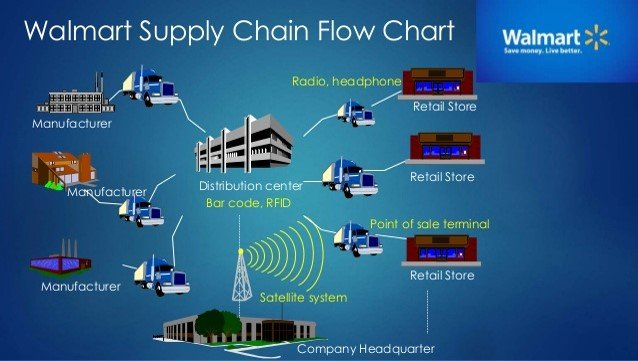 Walmart Supply Chain Flow Chart
Walmart
Save money. Live better.
Radio, headphone
Retail Store
Manufacturer
Retail Store
Distribution center
Manufacturer
Bar code, RFID
Point of sale terminal
Retail Store
Manufacturer
Satellite system
Company Headquarter